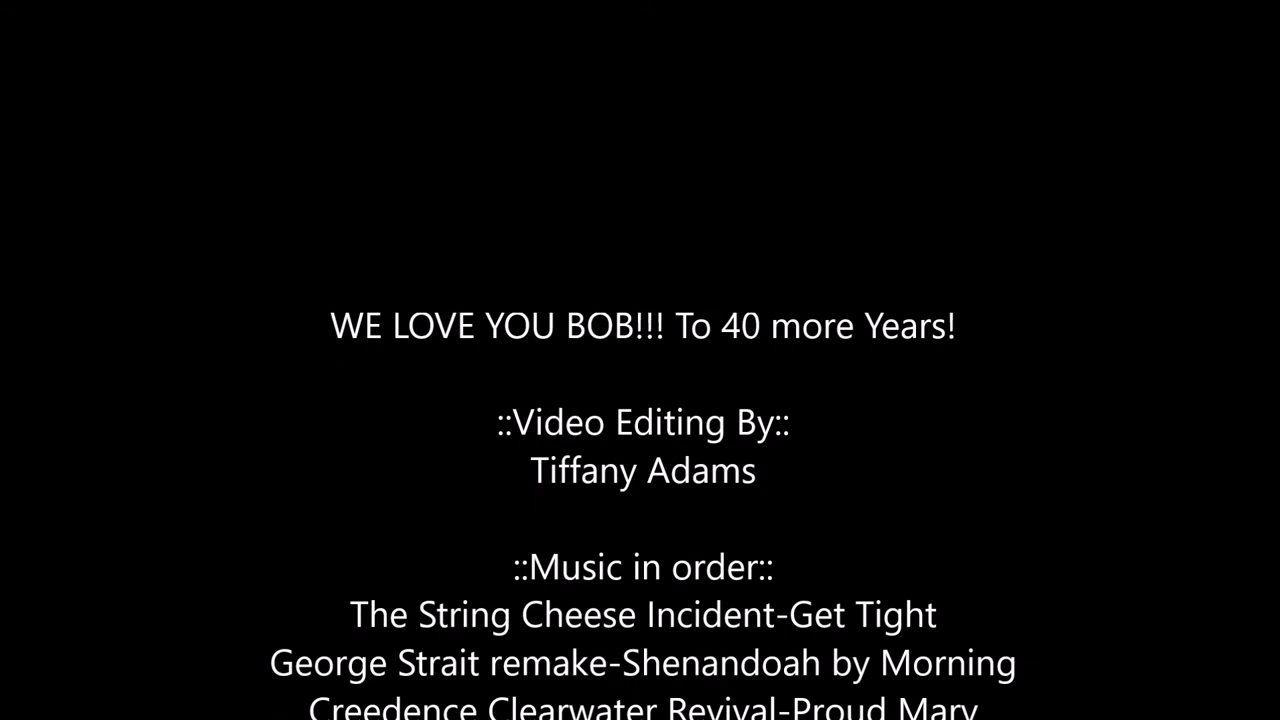 WE LOVE YOU BOB!!! To 40 more Years!
::Video Editing By::
Tiffany Adams
::Music in order::
The String Cheese Incident-Get Tight
George Strait remake-Shenandoah by Morning
Creedence Clearwater Revival-Proud Mary